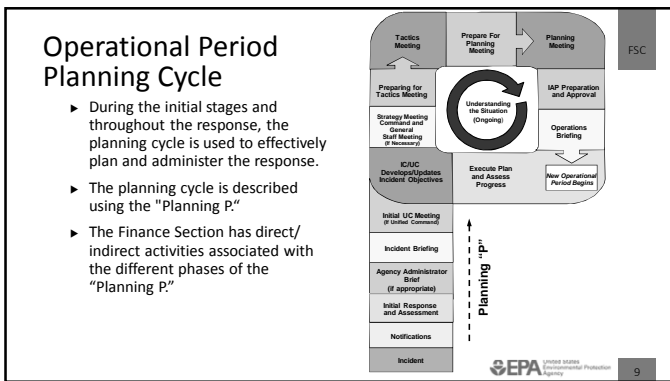 Operational Period
Planning Cycle
► During the initial stages and
throughout the response, the
planning cycle is used to effectively
plan and administer the response.
► The planning cycle is described
using the "Planning P.“
► The Finance Section has direct/
indirect activities associated with
the different phases of the
“Planning P.”
Tactics
Meeting
Prepare For
Planning
Meeting
Planning
Meeting
FSC
Preparing for
Tactics Meeting
Understanding
the Situation
(Ongoing)
IAP Preparation
and Approval
Strategy Meeting
Command and
General
Staff Meeting
(If Necessary)
Operations
Briefing
IC/UC
Develops/Updates
Incident Objectives
Execute Plan
and Assess
Progress
New Operational
Period Begins
Initial UC Meeting
(If Unified Command)
Incident Briefing
Agency Administrator
Brief
(if appropriate)
Initial Response
and Assessment
Notifications
Incident
Planning “P”
EPA
United States
Environmental Protection
Agency
9